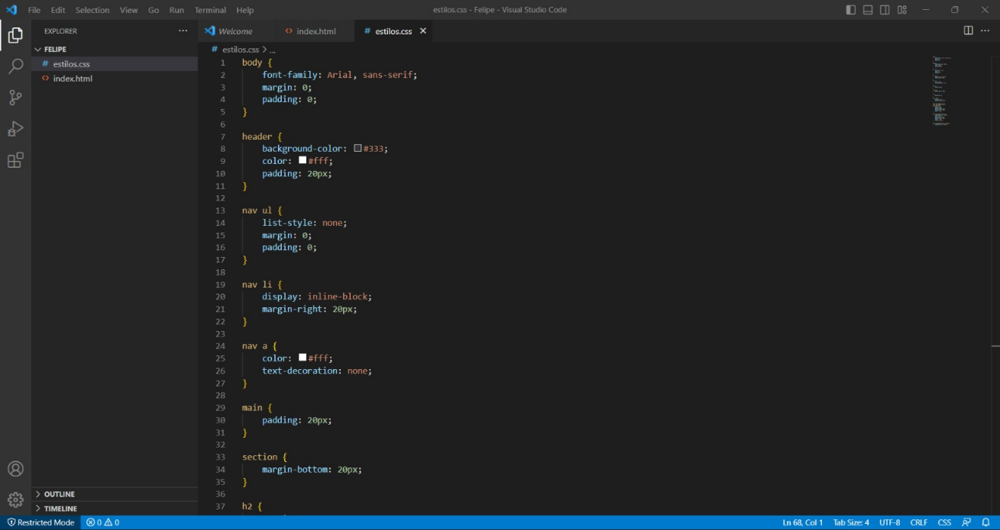 File Edit Selection View Go Run Terminal Help
estilos.css - Felipe - Visual Studio Code
EXPLORER ...
FELIPE
# estilos.css
<> index.html
OUTLINE
TIMELINE
Welcome
<> index.html
# estilos.css ×
# estilos.css > ...
1 body {
2 font-family: Arial, sans-serif;
3 margin: 0;
4 padding: 0;
5 }
6
7 header {
8 background-color: #333;
9 color: #fff;
10 padding: 20px;
11 }
12
13 nav ul {
14 list-style: none;
15 margin: 0;
16 padding: 0;
17 }
18
19 nav li {
20 display: inline-block;
21 margin-right: 20px;
22 }
23
24 nav a {
25 color: #fff;
26 text-decoration: none;
27 }
28
29 main {
30 padding: 20px;
31 }
32
33 section {
34 margin-bottom: 20px;
35 }
36
37 h2 {
Restricted Mode 0 0
Ln 68, Col 1 Tab Size: 4 UTF-8 CRLF CSS